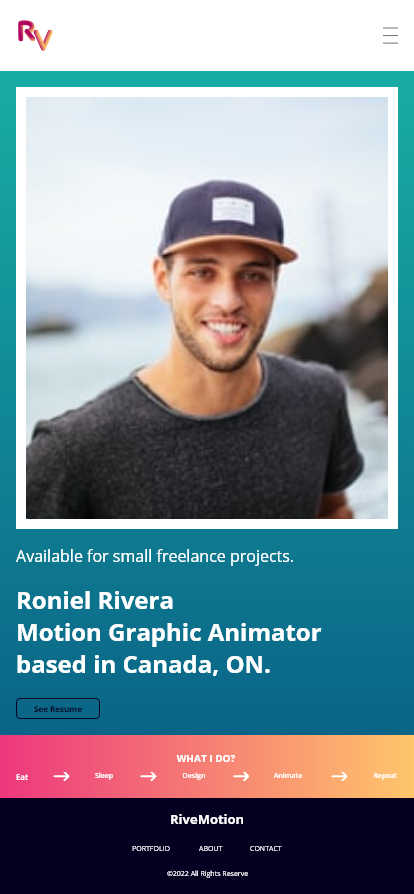 RV
Available for small freelance projects.
Roniel Rivera
Motion Graphic Animator
based in Canada, ON.
See Resume
WHAT I DO?
Eat → Sleep → Design → Animate → Repeat
RiveMotion
PORTFOLIO ABOUT CONTACT
©2022 All Rights Reserve